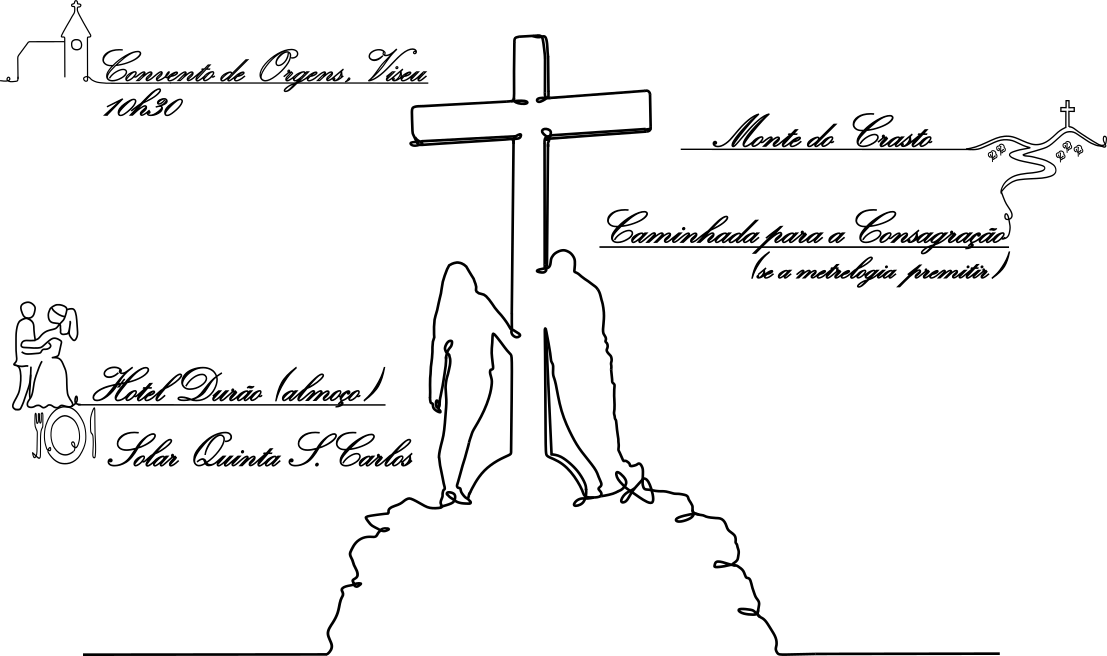 Convento de Orgens, Viseu
10h30
Monte do Crasto
Caminhada para a Consagração
(se a metrelogia premitir)
Hotel Durão (almoço)
Solar Quinta S. Carlos